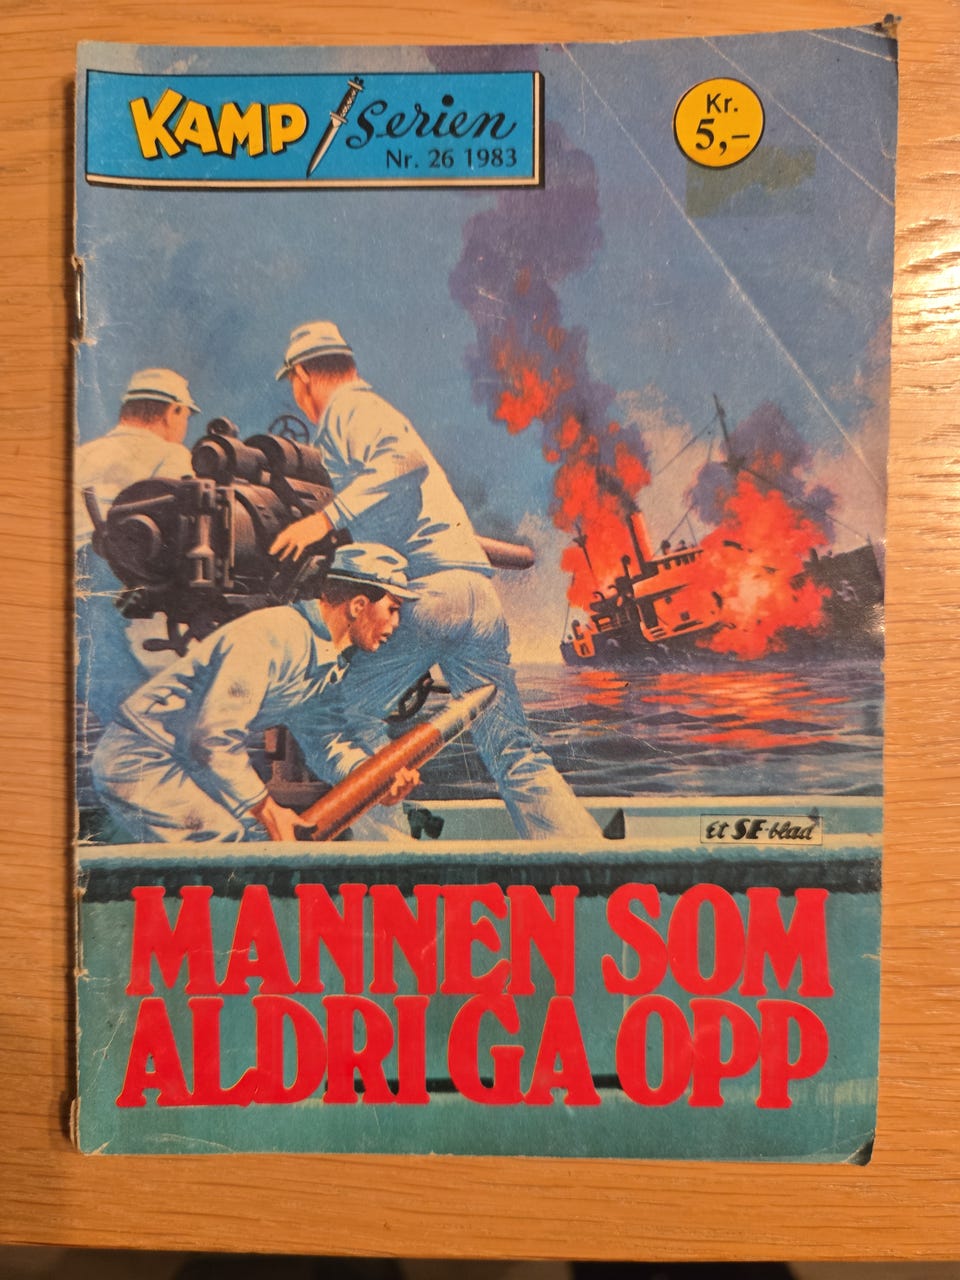 KAMP serien
Nr. 26 1983
Kr.
5,-
Et SE-blad
MANNEN SOM
ALDRI GA OPP